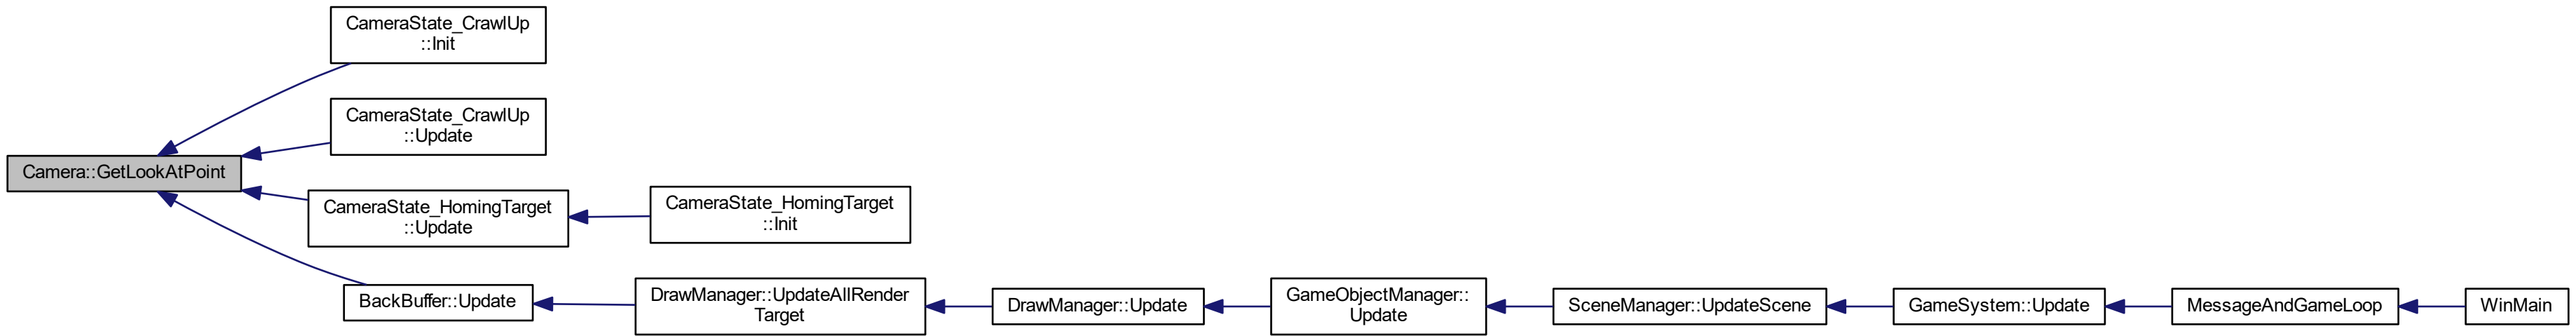 CameraState_CrawlUp
::Init
CameraState_CrawlUp
::Update
Camera::GetLookAtPoint
CameraState_HomingTarget
::Update
CameraState_HomingTarget
::Init
BackBuffer::Update
DrawManager::UpdateAllRender
Target
DrawManager::Update
GameObjectManager::
Update
SceneManager::UpdateScene
GameSystem::Update
MessageAndGameLoop
WinMain